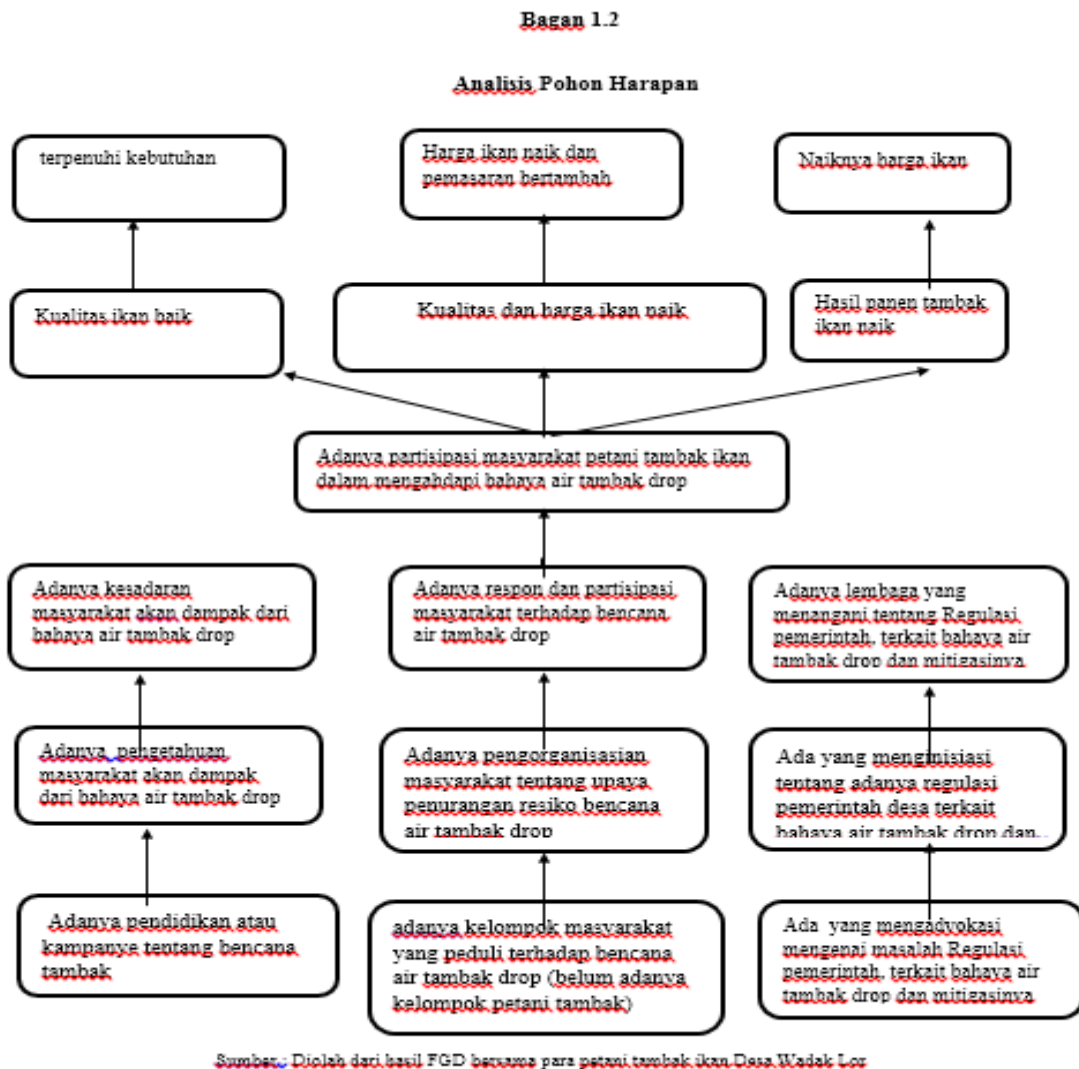 Bagan 1.2
Analisis Pohon Harapan
terpenuhi kebutuhan
Harga ikan naik dan
pemasaran bertambah
Naiknya harga ikan
Kualitas ikan baik
Kualitas dan harga ikan naik
Hasil panen tambak
ikan naik
Adanya partisipasi masyarakat petani tambak ikan
dalam mengahdapi bahaya air tambak drop
Adanya kesadaran
masyarakat akan dampak dari
bahaya air tambak drop
Adanya respon dan partisipasi
masyarakat terhadap bencana
air tambak drop
Adanya lembaga yang
menangani tentang Regulasi
pemerintah, terkait bahaya air
tambak drop dan mitigasinya
Adanya pengetahuan
masyarakat akan dampak
dari bahaya air tambak drop
Adanya pengorganisasian
masyarakat tentang upaya
penurangan resiko bencana
air tambak drop
Ada yang menginisiasi
tentang adanya regulasi
pemerintah desa terkait
bahaya air tambak drop dan
Adanya pendidikan atau
kampanye tentang bencana
tambak
adanya kelompok masyarakat
yang peduli terhadap bencana
air tambak drop (belum adanya
kelompok petani tambak)
Ada yang mengadvokasi
mengenai masalah Regulasi
pemerintah, terkait bahaya air
tambak drop dan mitigasinya
Sumber : Diolah dari hasil FGD bersama para petani tambak ikan Desa Wadak Lor